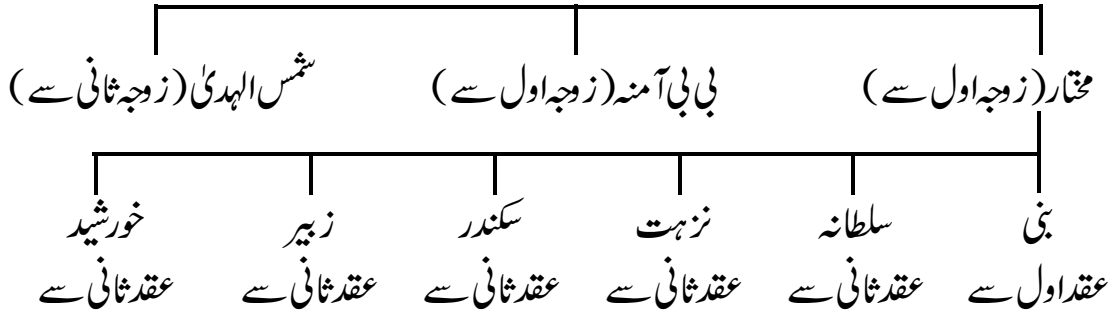 مختار (زوجہ اول سے) بی بی آمنہ (زوجہ اول سے) شمس الہدیٰ (زوجہ ثانی سے)
بنی سلطانہ نزہت سکندر زبیر خورشید
عقد اول سے عقد ثانی سے عقد ثانی سے عقد ثانی سے عقد ثانی سے عقد ثانی سے